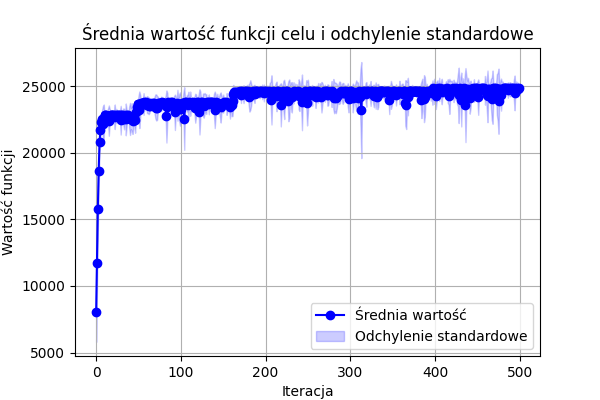 Średnia wartość funkcji celu i odchylenie standardowe
Wartość funkcji
25000
20000
15000
10000
5000
0 100 200 300 400 500
Iteracja
Średnia wartość
Odchylenie standardowe